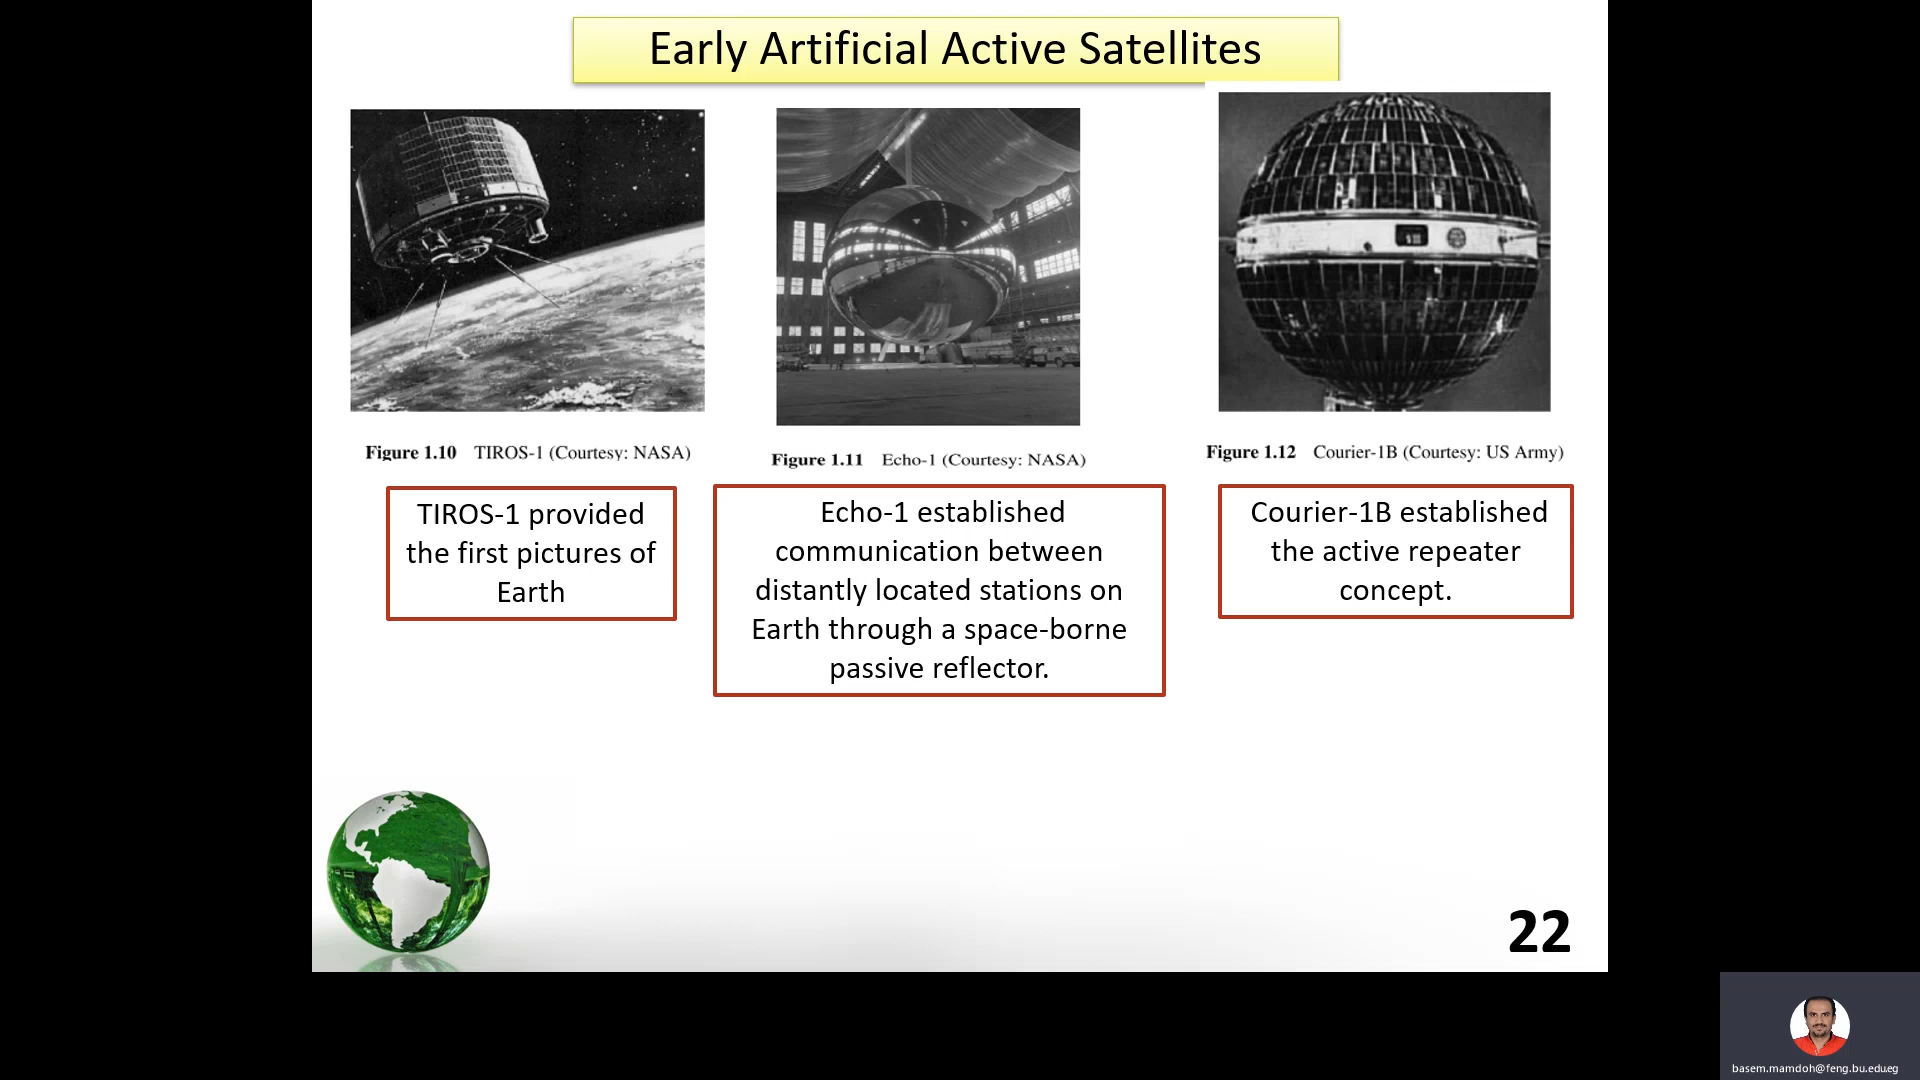 Early Artificial Active Satellites
Figure 1.10 TIROS-1 (Courtesy: NASA)
Figure 1.11 Echo-1 (Courtesy: NASA)
Figure 1.12 Courier-1B (Courtesy: US Army)
TIROS-1 provided
the first pictures of
Earth
Echo-1 established
communication between
distantly located stations on
Earth through a space-borne
passive reflector.
Courier-1B established
the active repeater
concept.
22
basem.mamdoh@feng.bu.edu.eg